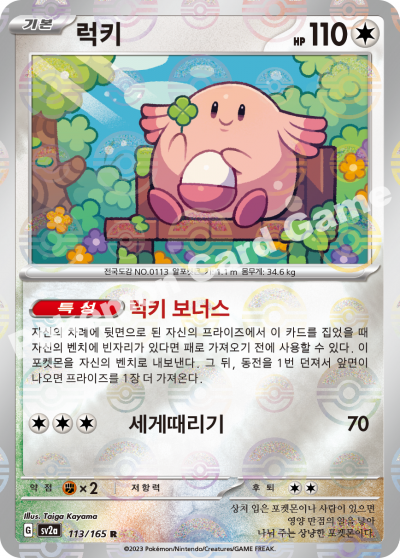 기본 럭키 HP 110
전국도감 NO.0113 알포켓몬 키: 1.1 m 몸무게: 34.6 kg
특성 럭키 보너스
자신의 차례에 뒷면으로 된 자신의 프라이즈에서 이 카드를 집었을 때
자신의 벤치에 빈자리가 있다면 패로 가져오기 전에 사용할 수 있다. 이
포켓몬을 자신의 벤치로 내보낸다. 그 뒤, 동전을 1번 던져서 앞면이
나오면 프라이즈를 1장 더 가져온다.
세게때리기 70
약점 ×2 저항력 후퇴
Illus. Taiga Kayama
G sv2a 113/165 R
상처 입은 포켓몬이나 사람이 있으면
영양 만점의 알을 낳아
나눠 주는 상냥한 포켓몬이다.
©2023 Pokémon/Nintendo/Creatures/GAME FREAK.
Pokémon Card Game